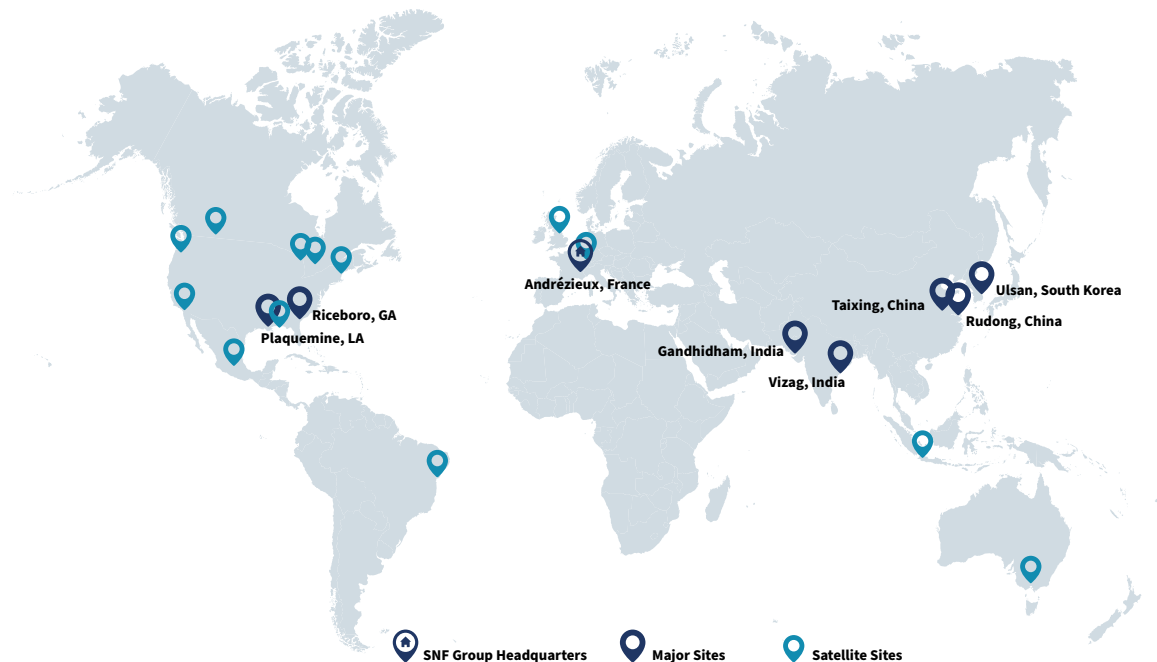 Andrézieux, France
Ulsan, South Korea
Taixing, China
Riceboro, GA
Rudong, China
Plaquemine, LA
Gandhidham, India
Vizag, India
SNF Group Headquarters
Major Sites
Satellite Sites